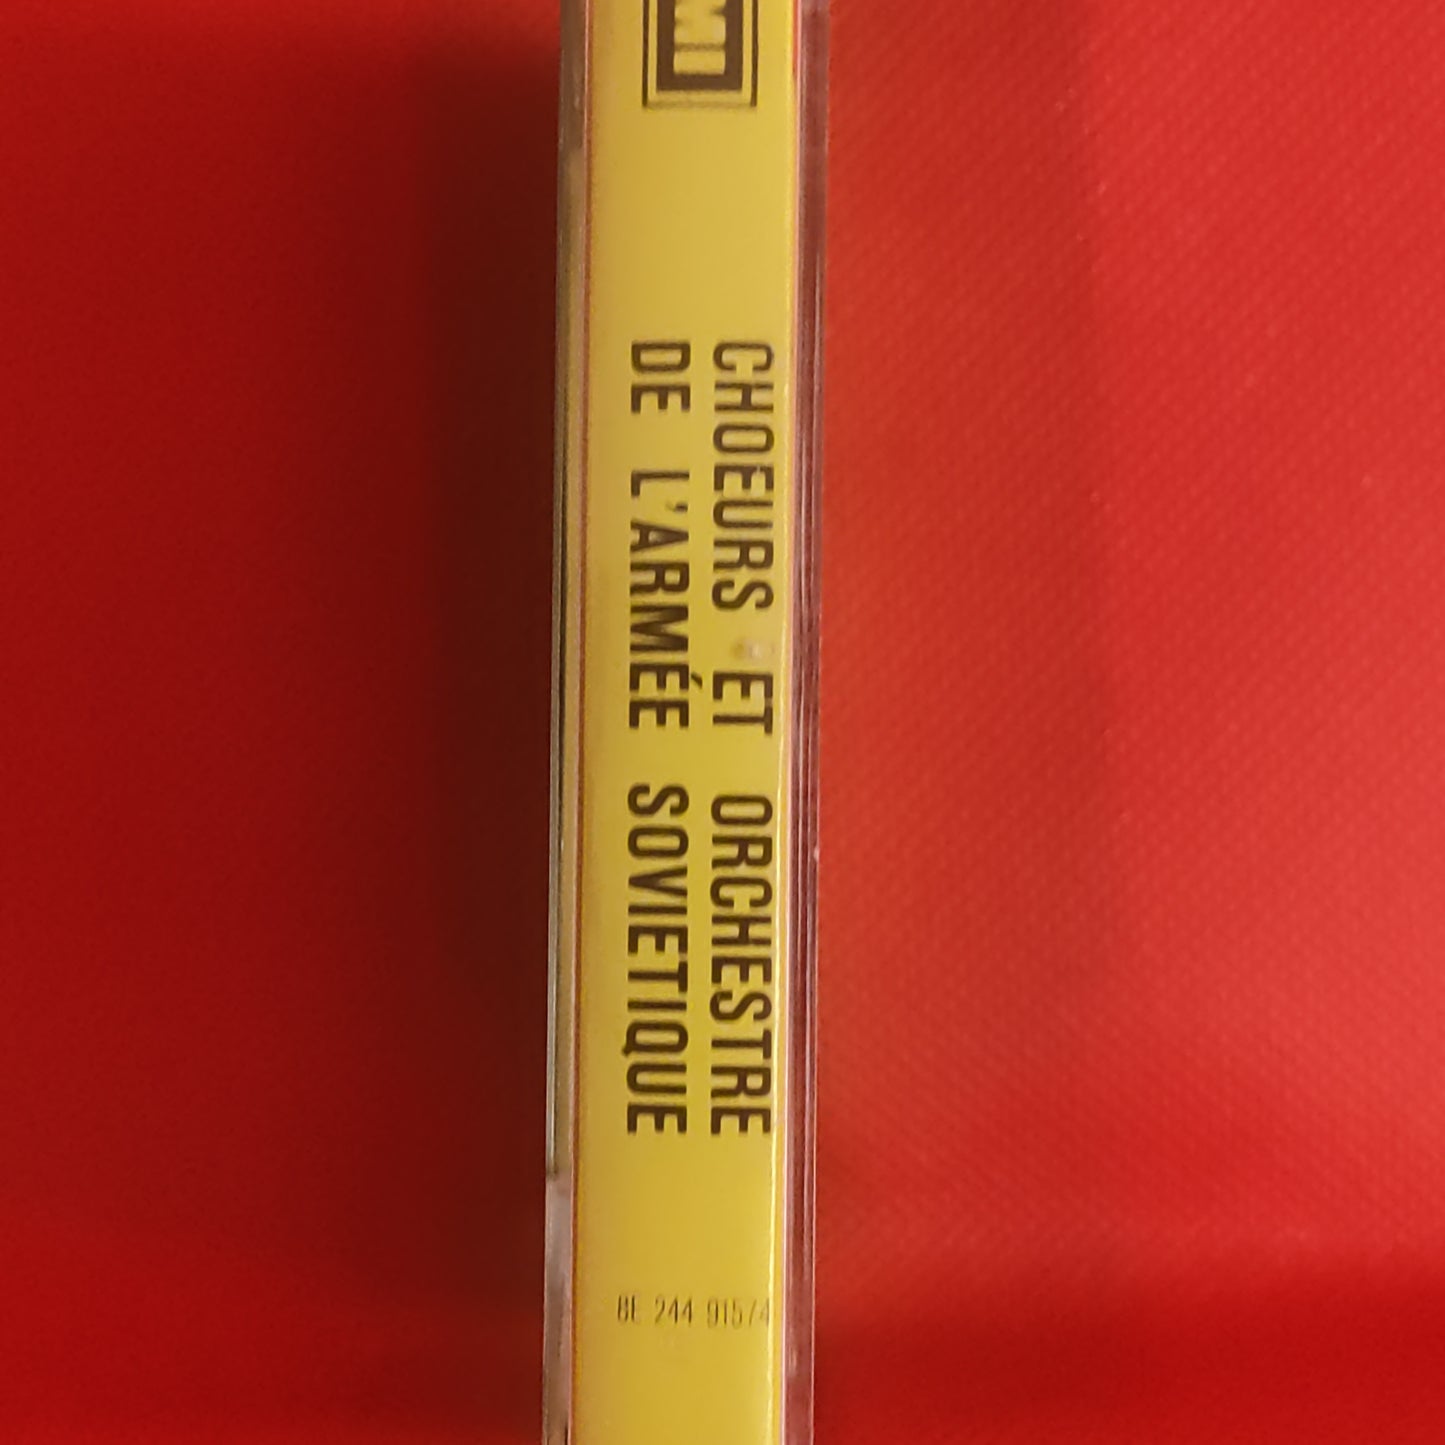 CHOEURS ET ORCHESTRE
DE L'ARMÉE SOVIETIQUE
8E 244 91574